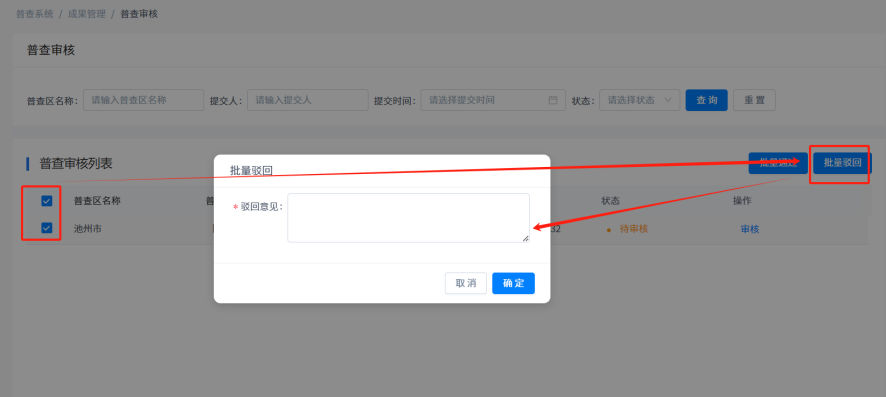 普查系统 / 成果管理 / 普查审核
普查审核
普查区名称: 请输入普查区名称 提交人: 请输入提交人 提交时间: 请选择提交时间 状态: 请选择状态 查 询 重 置
普查审核列表 批量通过 批量驳回
批量驳回
普查区名称 普 状态 操作
* 驳回意见:
池州市 32 待审核 审核
取 消 确 定